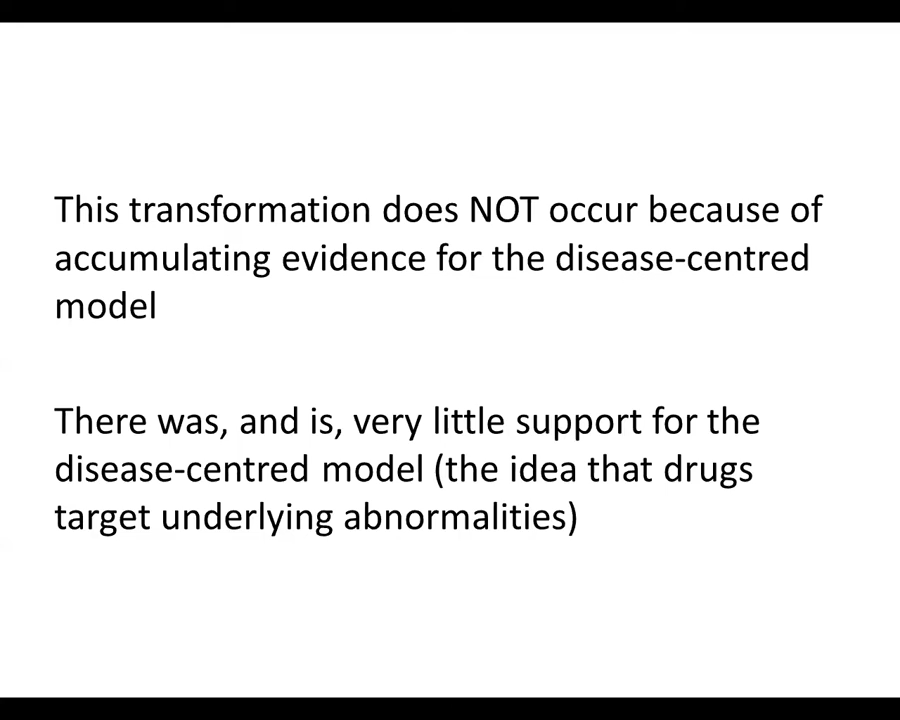 This transformation does NOT occur because of
accumulating evidence for the disease-centred
model
There was, and is, very little support for the
disease-centred model (the idea that drugs
target underlying abnormalities)